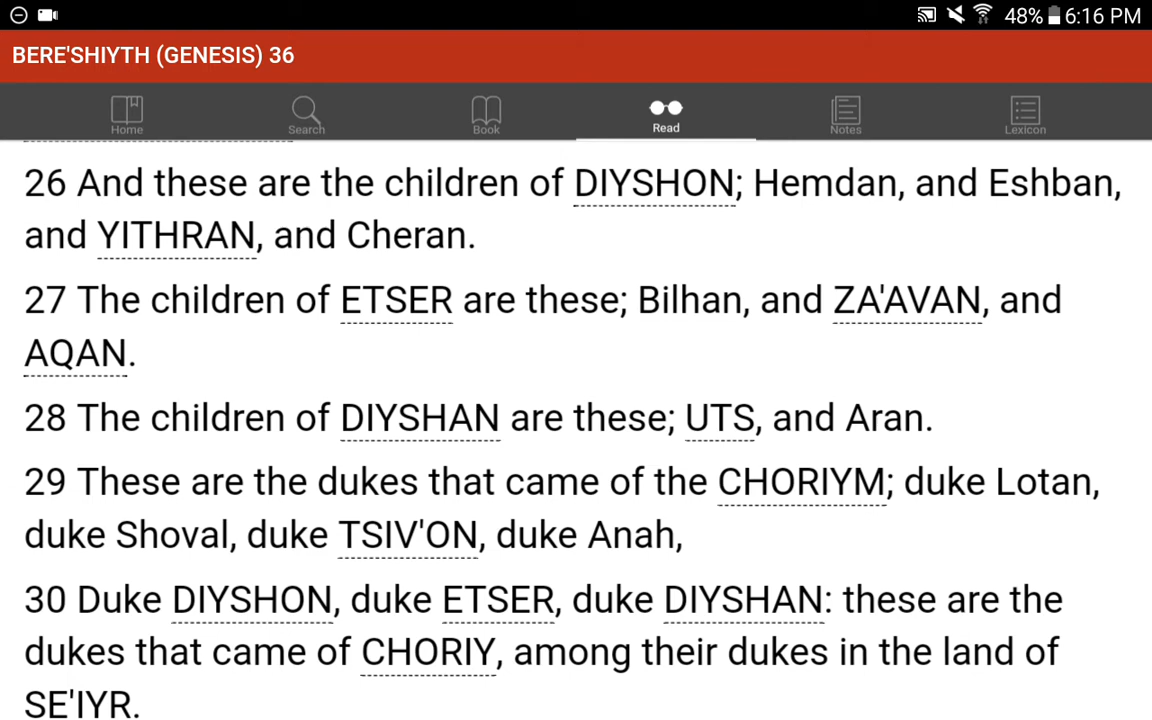 48% 6:16 PM
BERE'SHIYTH (GENESIS) 36
Home Search Book Read Notes Lexicon
26 And these are the children of DIYSHON; Hemdan, and Eshban,
and YITHRAN, and Cheran.
27 The children of ETSER are these; Bilhan, and ZA'AVAN, and
AQAN.
28 The children of DIYSHAN are these; UTS, and Aran.
29 These are the dukes that came of the CHORIYM; duke Lotan,
duke Shoval, duke TSIV'ON, duke Anah,
30 Duke DIYSHON, duke ETSER, duke DIYSHAN: these are the
dukes that came of CHORIY, among their dukes in the land of
SE'IYR.